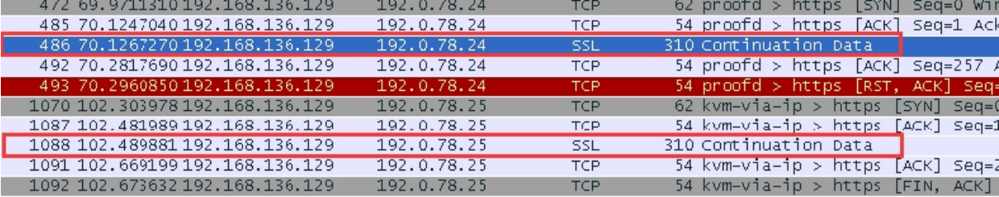 472 69.9711310 192.168.136.129 192.0.78.24 TCP 62 proofd > https [SYN] Seq=0 Win
485 70.1247040 192.168.136.129 192.0.78.24 TCP 54 proofd > https [ACK] Seq=1 Ack
486 70.1267270 192.168.136.129 192.0.78.24 SSL 310 Continuation Data
492 70.2817690 192.168.136.129 192.0.78.24 TCP 54 proofd > https [ACK] Seq=257 A
493 70.2960850 192.168.136.129 192.0.78.24 TCP 54 proofd > https [RST, ACK] Seq=
1070 102.303978 192.168.136.129 192.0.78.25 TCP 62 kvm-via-ip > https [SYN] Seq=0
1087 102.481989 192.168.136.129 192.0.78.25 TCP 54 kvm-via-ip > https [ACK] Seq=1
1088 102.489881 192.168.136.129 192.0.78.25 SSL 310 Continuation Data
1091 102.669199 192.168.136.129 192.0.78.25 TCP 54 kvm-via-ip > https [ACK] Seq=2
1092 102.673632 192.168.136.129 192.0.78.25 TCP 54 kvm-via-ip > https [FIN, ACK]